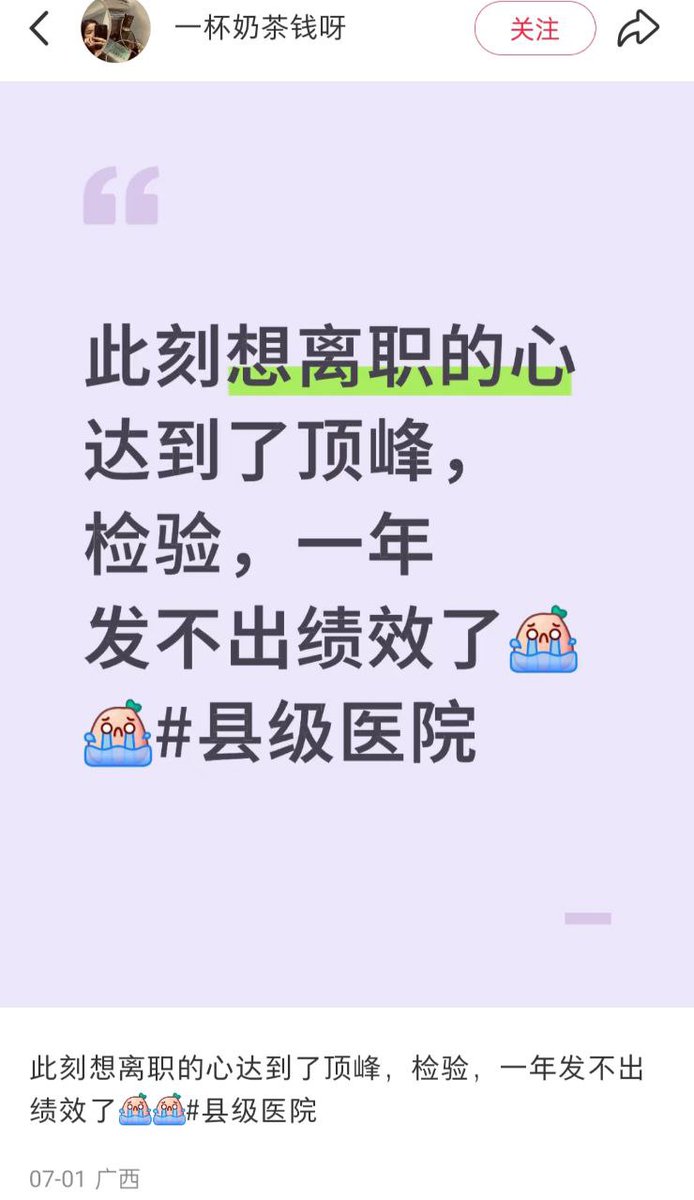 一杯奶茶钱呀
关注
此刻想离职的心
达到了顶峰，
检验，一年
发不出绩效了
#县级医院
此刻想离职的心达到了顶峰，检验，一年发不出
绩效了#县级医院
07-01 广西